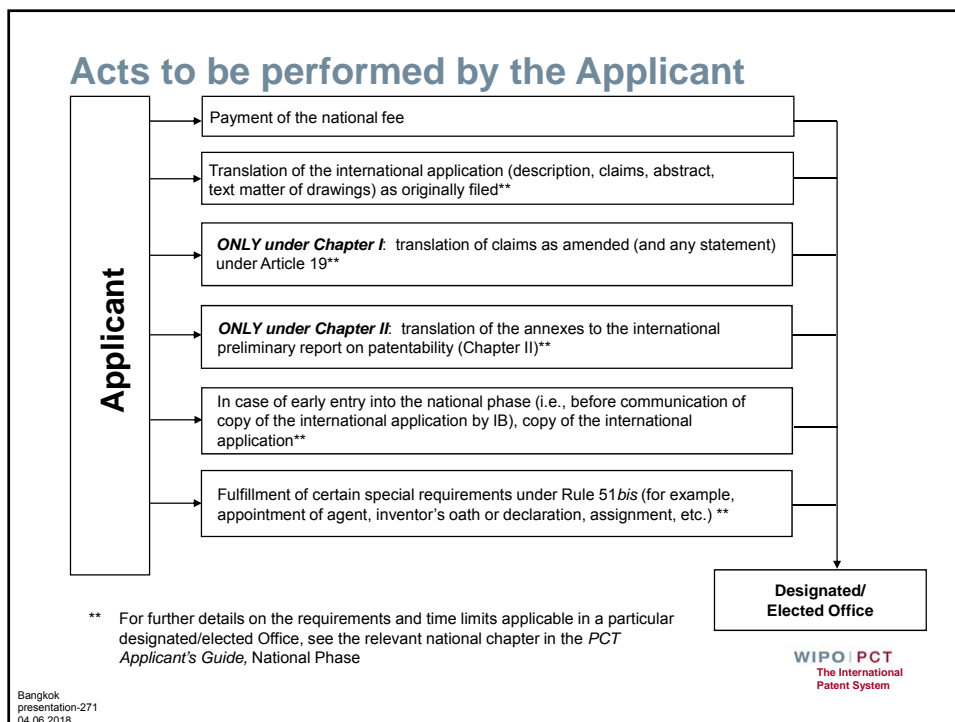 Acts to be performed by the Applicant
Applicant
Payment of the national fee
Translation of the international application (description, claims, abstract,
text matter of drawings) as originally filed**
ONLY under Chapter I:  translation of claims as amended (and any statement)
under Article 19**
ONLY under Chapter II:  translation of the annexes to the international
preliminary report on patentability (Chapter II)**
In case of early entry into the national phase (i.e., before communication of
copy of the international application by IB), copy of the international
application**
Fulfillment of certain special requirements under Rule 51bis (for example,
appointment of agent, inventor’s oath or declaration, assignment, etc.) **
Designated/
Elected Office
** For further details on the requirements and time limits applicable in a particular
designated/elected Office, see the relevant national chapter in the PCT
Applicant’s Guide, National Phase
WIPO|PCT
The International
Patent System
Bangkok
presentation-271
04.06.2018